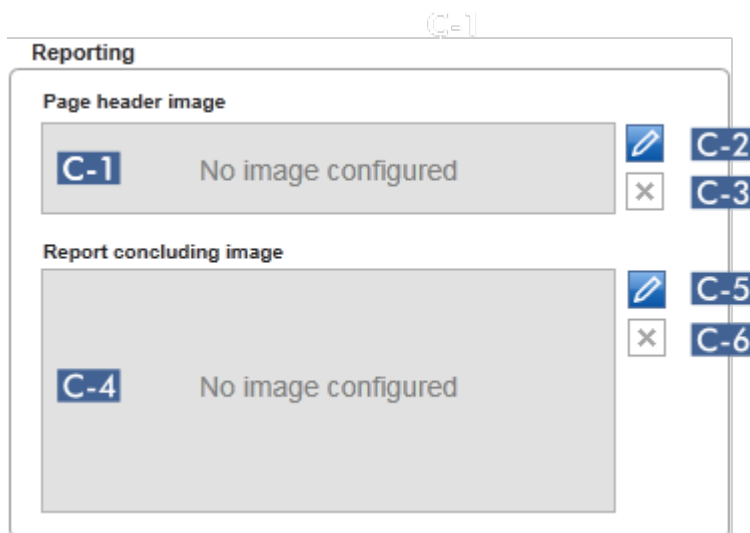 C-1
Reporting
Page header image
C-1 No image configured
C-2
C-3
Report concluding image
C-5
C-6
C-4 No image configured